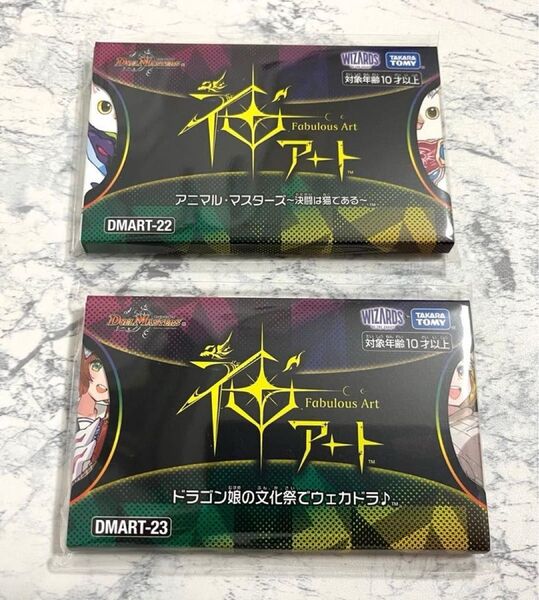 DUEL MASTERS
WIZARDS
TAKARA TOMY
対象年齢10才以上
神アート
Fabulous Art
アニマル・マスターズ～決闘は猫である～™
DMART-22
DUEL MASTERS
WIZARDS
TAKARA TOMY
対象年齢10才以上
神アート
Fabulous Art
ドラゴン娘の文化祭でウェカドラ♪™
DMART-23